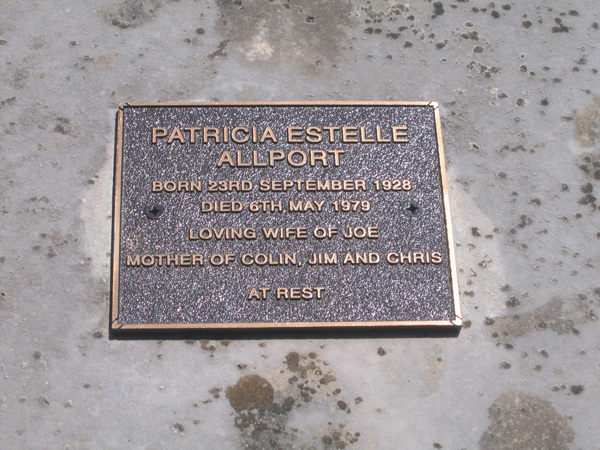 PATRICIA ESTELLE
ALLPORT
BORN 23RD SEPTEMBER 1928
DIED 6TH MAY 1979
LOVING WIFE OF JOE
MOTHER OF COLIN, JIM AND CHRIS
AT REST